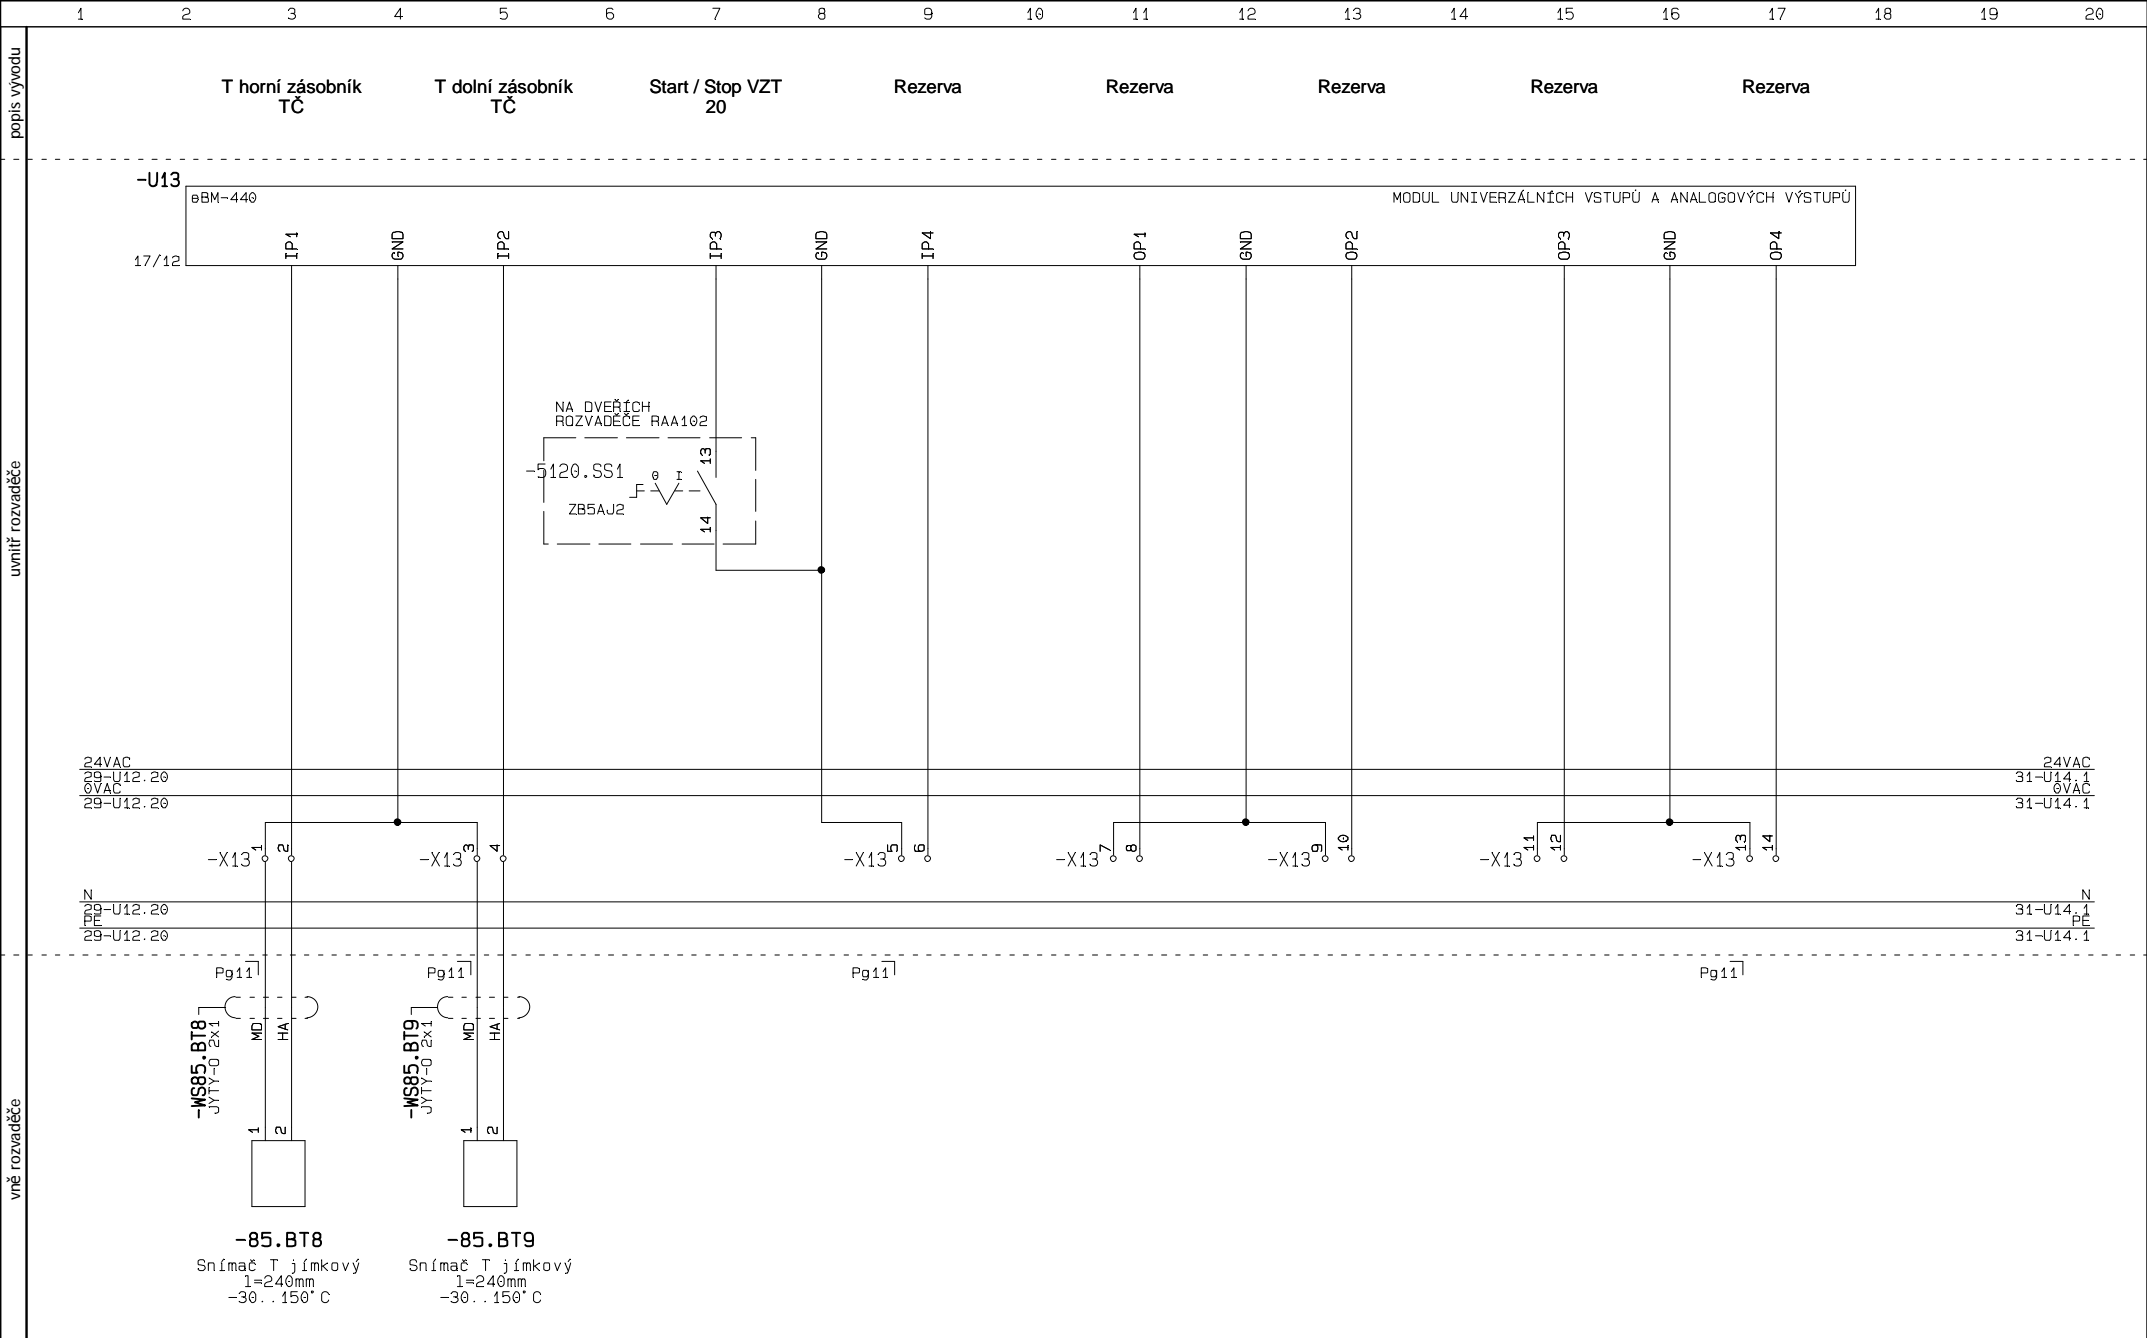 1 2 3 4 5 6 7 8 9 10 11 12 13 14 15 16 17 18 19 20
popis vývodu
T horní zásobník
TČ
T dolní zásobník
TČ
Start / Stop VZT
20
Rezerva
Rezerva
Rezerva
Rezerva
Rezerva
-U13
θBM-440
MODUL UNIVERZÁLNÍCH VSTUPŮ A ANALOGOVÝCH VÝSTUPŮ
17/12
IP1
GND
IP2
IP3
GND
IP4
OP1
GND
OP2
OP3
GND
OP4
uvnitř rozvaděče
NA DVEŘÍCH
ROZVADĚČE RAA102
-5120.SS1
0 I
ZB5AJ2
13
14
24VAC
29-U12.20
0VAC
29-U12.20
24VAC
31-U14.1
0VAC
31-U14.1
-X13 1 2
-X13 3 4
-X13 5 6
-X13 7 8
-X13 9 10
-X13 11 12
-X13 13 14
N
29-U12.20
PE
29-U12.20
N
31-U14.1
PE
31-U14.1
vně rozvaděče
Pg11
Pg11
Pg11
Pg11
-WS85.BT8
JYTY-O 2x1
MD
HA
-WS85.BT9
JYTY-O 2x1
MD
HA
1 2
1 2
-85.BT8
Snímač T jímkový
l=240mm
-30..150°C
-85.BT9
Snímač T jímkový
l=240mm
-30..150°C